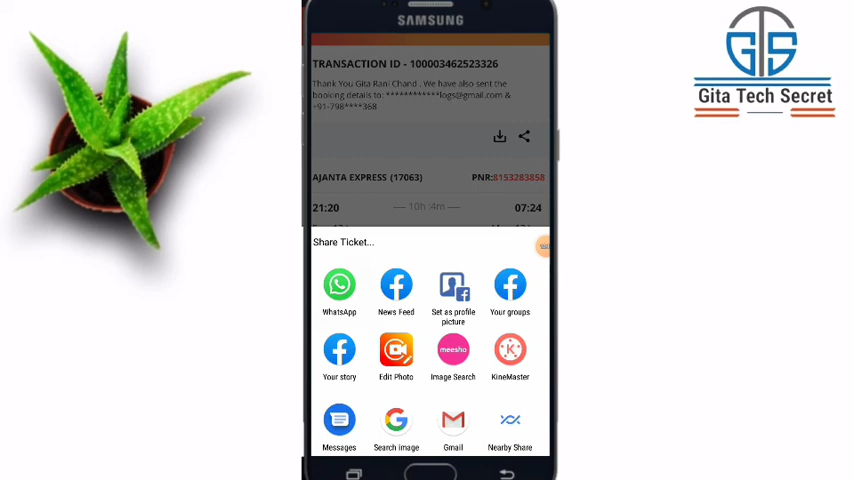 SAMSUNG
GTS
Gita Tech Secret
TRANSACTION ID - 100003462523326
Thank You Gita Rani Chand . We have also sent the
booking details to: ************logs@gmail.com &
+91-798****368
AJANTA EXPRESS (17063) PNR:8153283858
21:20 10h :4m 07:24
Share Ticket...
WhatsApp News Feed Set as profile picture Your groups
Your story Edit Photo meesho Image Search KineMaster
Messages Search image Gmail Nearby Share